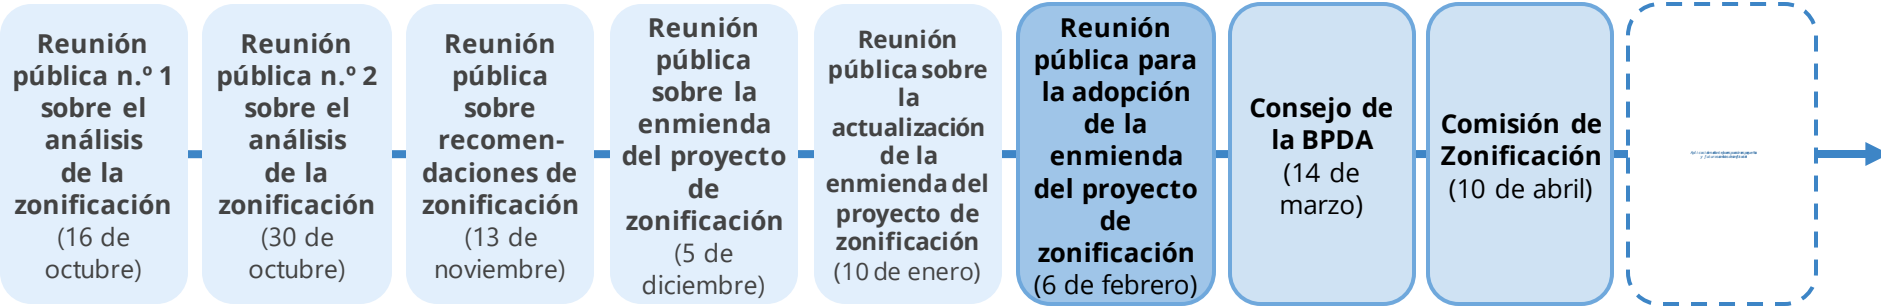 Reunión
pública n.º 1
sobre el
análisis
de la
zonificación
(16 de
octubre)
Reunión
pública n.º 2
sobre el
análisis
de la
zonificación
(30 de
octubre)
Reunión
pública
sobre
recomen-
daciones de
zonificación
(13 de
noviembre)
Reunión
pública
sobre la
enmienda
del proyecto
de
zonificación
(5 de
diciembre)
Reunión
pública sobre
la
actualización
de la
enmienda del
proyecto de
zonificación
(10 de enero)
Reunión
pública para
la adopción
de la
enmienda
del proyecto
de
zonificación
(6 de febrero)
Consejo de
la BPDA
(14 de
marzo)
Comisión de
Zonificación
(10 de abril)